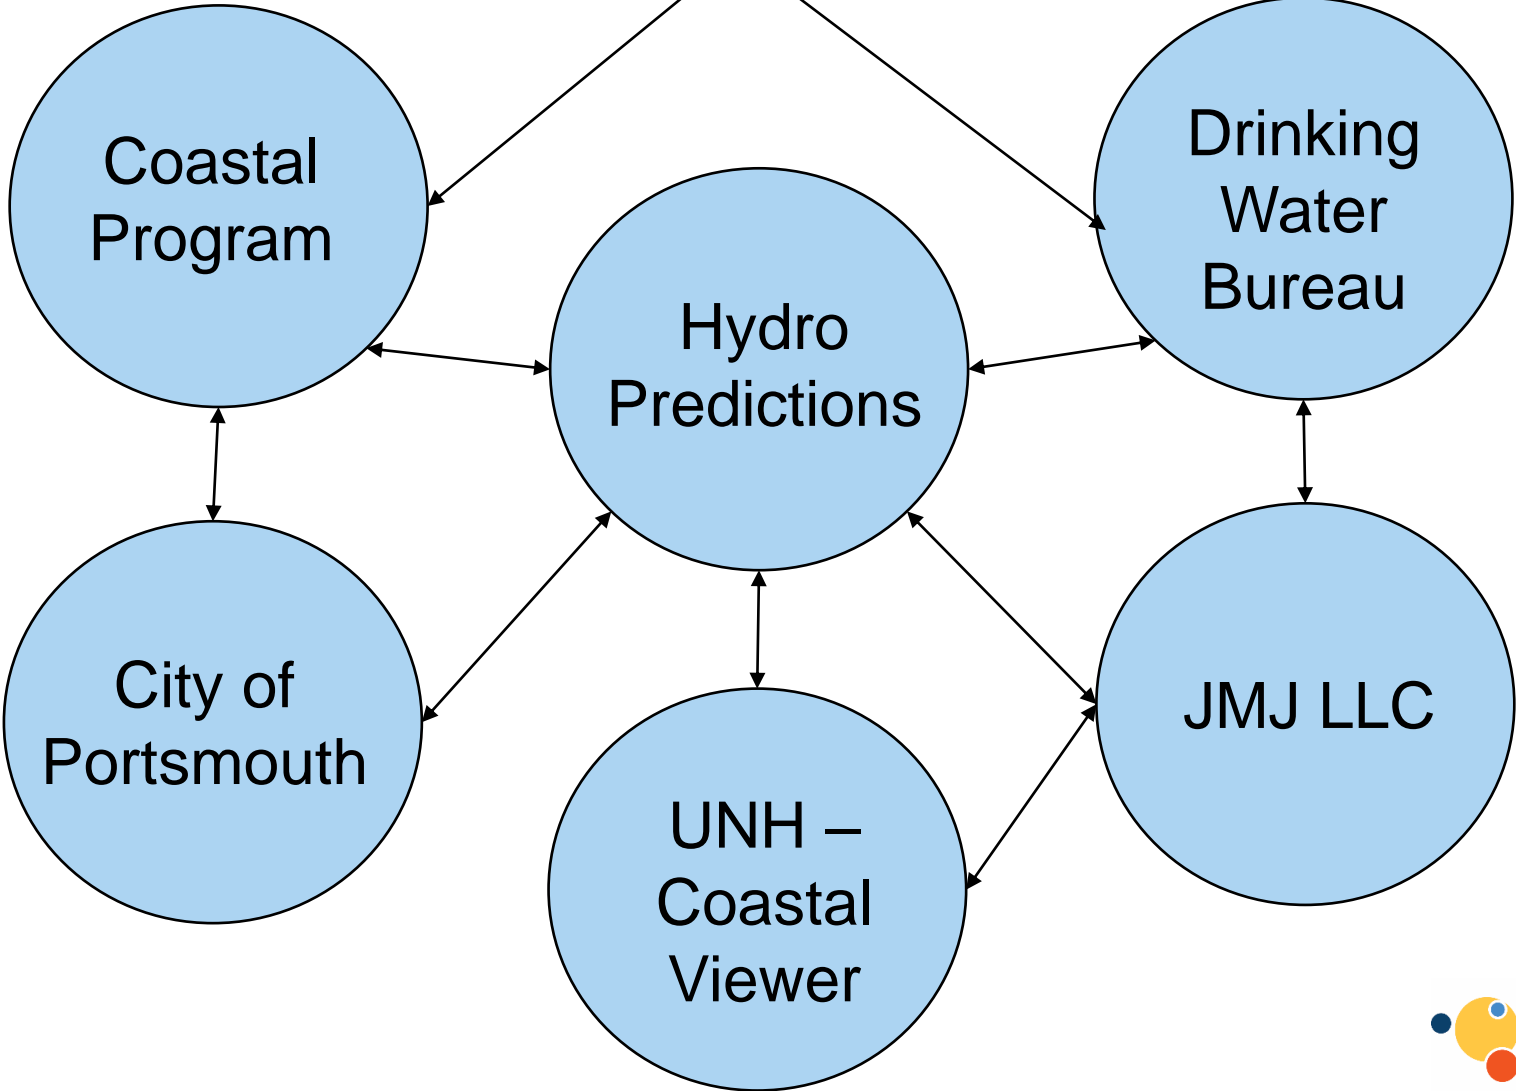 Coastal
Program
Drinking
Water
Bureau
Hydro
Predictions
City of
Portsmouth
JMJ LLC
UNH –
Coastal
Viewer